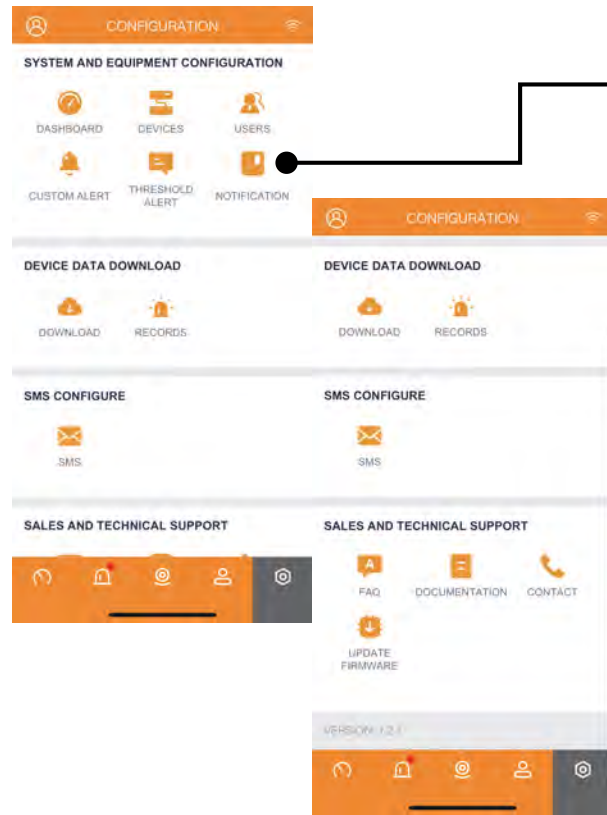 CONFIGURATION
SYSTEM AND EQUIPMENT CONFIGURATION
DASHBOARD DEVICES USERS
CUSTOM ALERT THRESHOLD ALERT NOTIFICATION
DEVICE DATA DOWNLOAD
DOWNLOAD RECORDS
SMS CONFIGURE
SMS
SALES AND TECHNICAL SUPPORT
CONFIGURATION
DEVICE DATA DOWNLOAD
DOWNLOAD RECORDS
SMS CONFIGURE
SMS
SALES AND TECHNICAL SUPPORT
A
FAQ DOCUMENTATION CONTACT
UPDATE
FIRMWARE
VERSION: 1.2.1